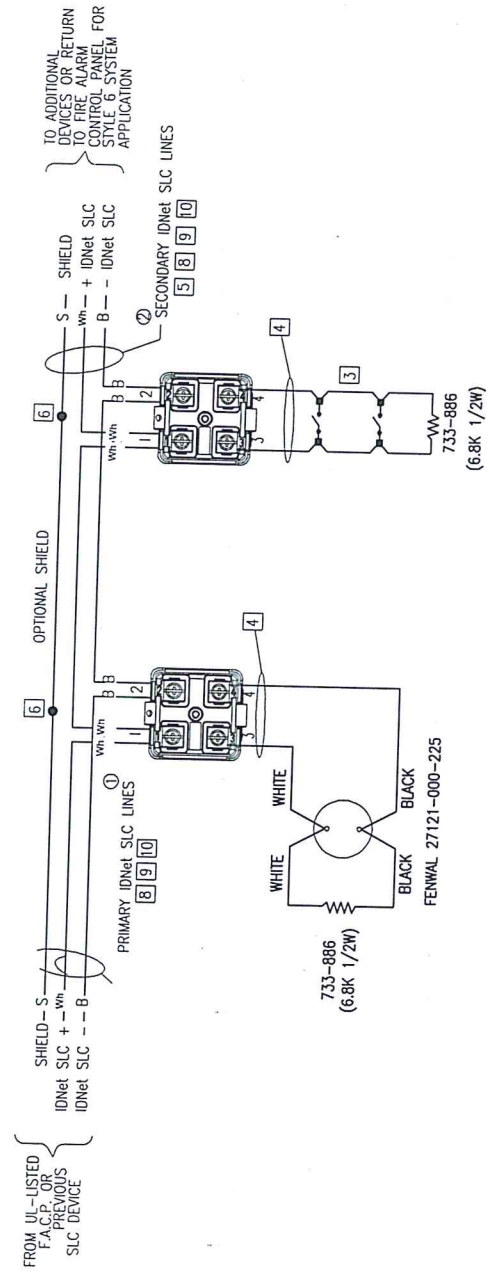 FROM UL-LISTED
F.A.C.P. OR
PREVIOUS
SLC DEVICE
SHIELD - S
IDNet SLC + - Wh
IDNet SLC - - B
PRIMARY IDNet SLC LINES
1
8 9 10
6
OPTIONAL SHIELD
6
Wh Wh
B B
1
2
3
4
4
WHITE
WHITE
BLACK
BLACK
733-886
(6.8K 1/2W)
FENWAL 27121-000-225
Wh Wh
B B
1
2
3
4
4
3
733-886
(6.8K 1/2W)
S - SHIELD
Wh - + IDNet SLC
B - - IDNet SLC
2
SECONDARY IDNet SLC LINES
5 8 9 10
TO ADDITIONAL
DEVICES OR RETURN
TO FIRE ALARM
CONTROL PANEL FOR
STYLE 6 SYSTEM
APPLICATION